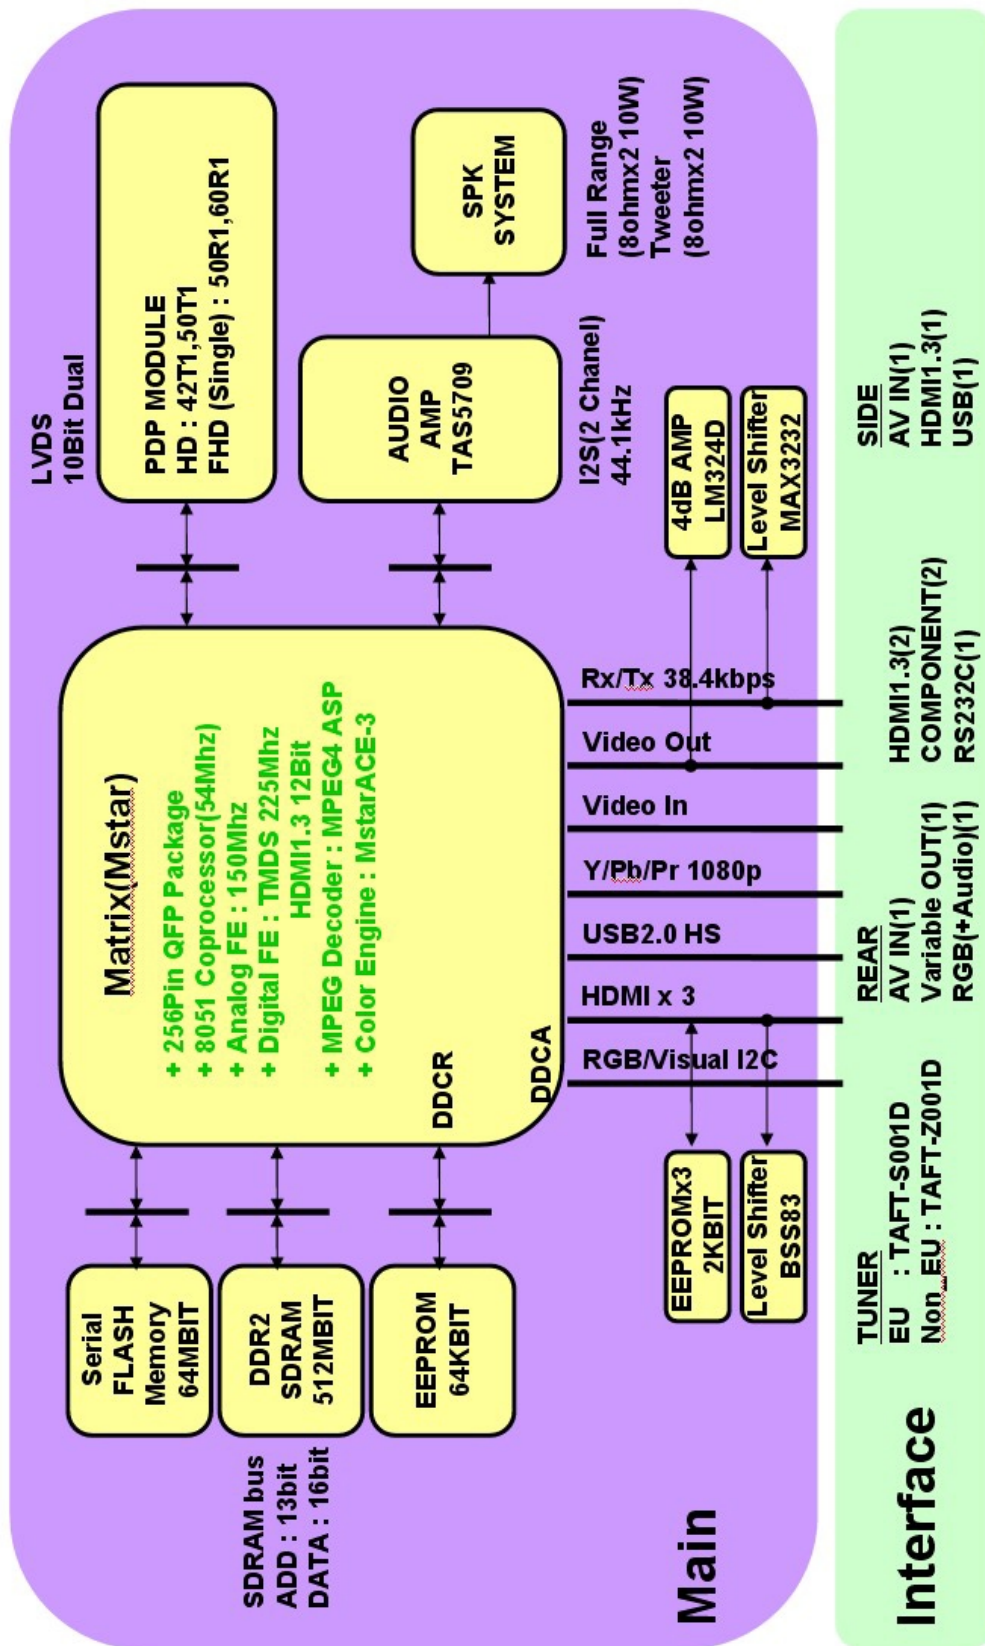 LVDS
10Bit Dual
PDP MODULE
HD : 42T1,50T1
FHD (Single) : 50R1,60R1
Matrix(Mstar)
+ 256Pin QFP Package
+ 8051 Coprocessor(54Mhz)
+ Analog FE : 150Mhz
+ Digital FE : TMDS 225Mhz
HDMI1.3 12Bit
+ MPEG Decoder : MPEG4 ASP
+ Color Engine : MstarACE-3
DDCR
DDCA
Serial
FLASH
Memory
64MBIT
DDR2
SDRAM
512MBIT
EEPROM
64KBIT
SDRAM bus
ADD : 13bit
DATA : 16bit
AUDIO
AMP
TAS5709
I2S(2 Chanel)
44.1kHz
SPK
SYSTEM
Full Range
(8ohmx2 10W)
Tweeter
(8ohmx2 10W)
RGB/Visual I2C
HDMI x 3
USB2.0 HS
Y/Pb/Pr 1080p
Video In
Video Out
Rx/Tx 38.4kbps
EEPROMx3
2KBIT
Level Shifter
BSS83
4dB AMP
LM324D
Level Shifter
MAX3232
Main
Interface
TUNER
EU : TAFT-S001D
Non_EU : TAFT-Z001D
REAR
AV IN(1)
Variable OUT(1)
RGB(+Audio)(1)
HDMI1.3(2)
COMPONENT(2)
RS232C(1)
SIDE
AV IN(1)
HDMI1.3(1)
USB(1)